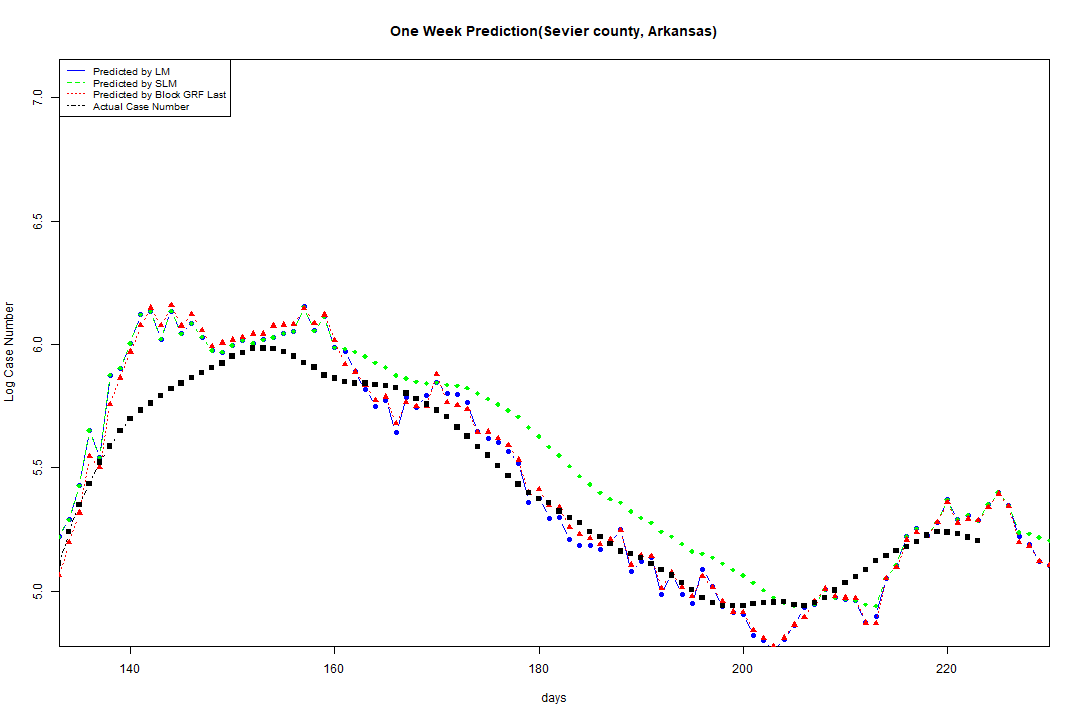 One Week Prediction(Sevier county, Arkansas)
Predicted by LM
Predicted by SLM
Predicted by Block GRF Last
Actual Case Number
7.0
6.5
6.0
5.5
5.0
Log Case Number
140 160 180 200 220
days